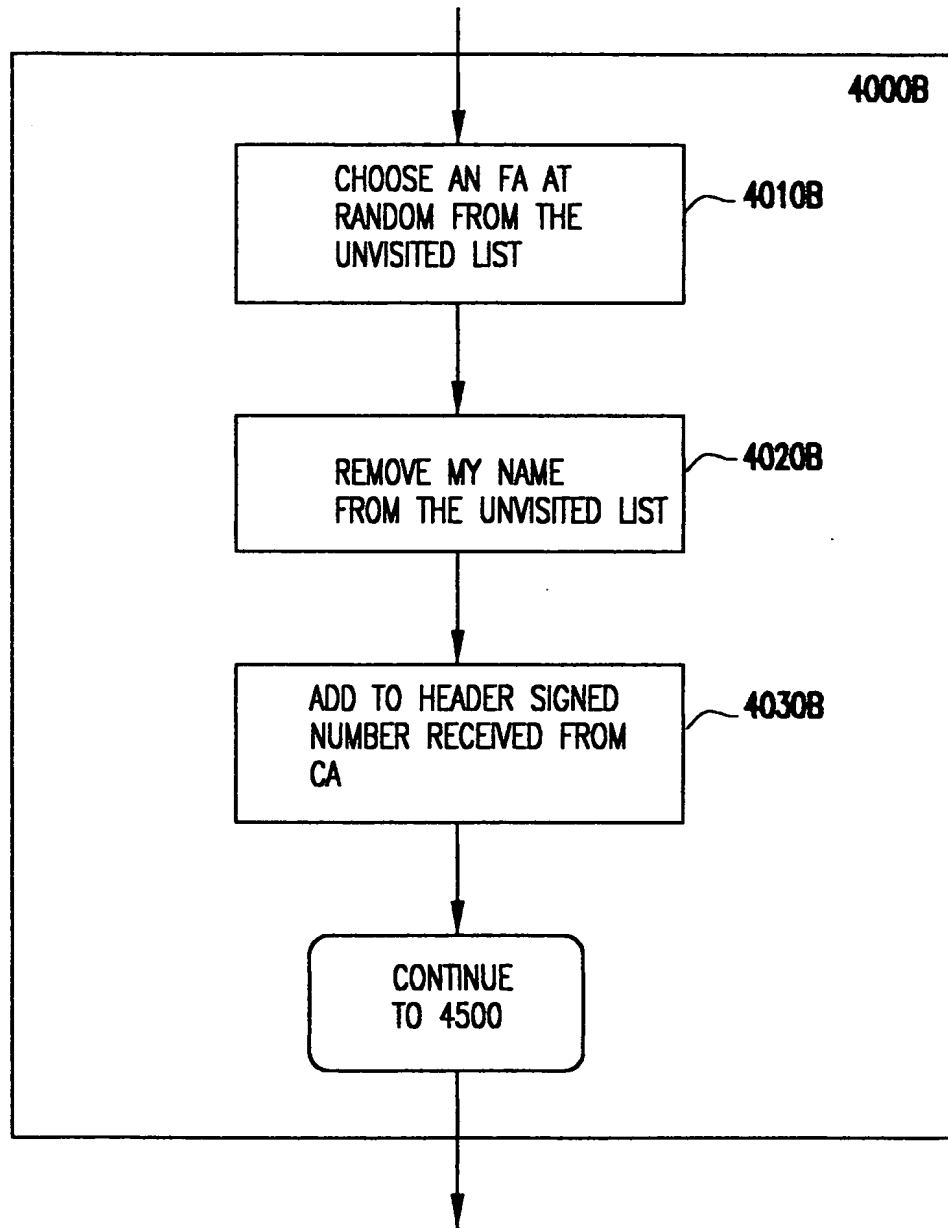 4000B
CHOOSE AN FA AT
RANDOM FROM THE
UNVISITED LIST
4010B
REMOVE MY NAME
FROM THE UNVISITED LIST
4020B
ADD TO HEADER SIGNED
NUMBER RECEIVED FROM
CA
4030B
CONTINUE
TO 4500